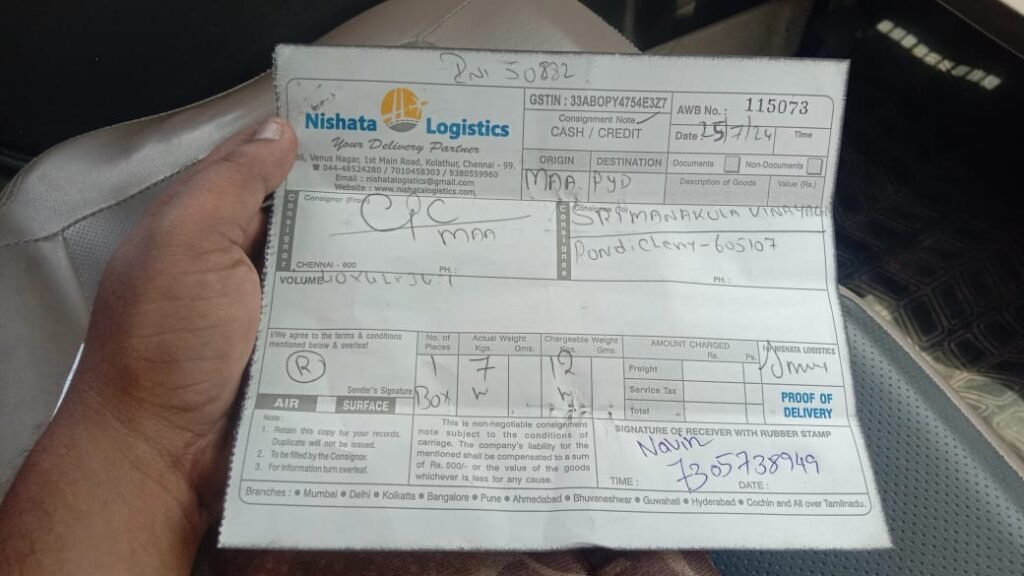 50882
Nishata Logistics
Your Delivery Partner
Venus Nagar, 1st Main Road, Kolathur, Chennai - 99.
☎ 044-48524280 / 7010458303 / 9380559960
Email : nishatalogistics@gmail.com
Website : www.nishatalogistics.com
GSTIN : 33ABOPY4754E3Z7
Consignment Note
CASH / CREDIT
AWB No. : 115073
Date 25/7/24 Time
ORIGIN DESTINATION
MAA PYD
Documents Non-Documents
Description of Goods Value (Rs.)
Consignor
Consignor (From)
CPC
MAA
CHENNAI - 600 PH. :
Consignee
Consignee (To)
SRI MANAKULA VINAYAGA
Pondicherry-605107
PH. :
VOLUME
I/We agree to the terms & conditions
mentioned below & overleaf
R
Sender's Signature
AIR SURFACE
No. of Pieces
Actual Weight
Kgs. Gms.
Chargeable Weight
Kgs. Gms.
1 7 12
Box W W
AMOUNT CHARGED
Rs. Ps.
Freight
Service Tax
Total
For NISHATA LOGISTICS
PROOF OF
DELIVERY
Note :
1. Retain this copy for your records.
Duplicate will not be issued.
2. To be filled by the Consignor.
3. For information turn overleaf.
This is non-negotiable consignment
note subject to the conditions of
carriage. The company's liability for the
mentioned shall be compensated to a sum
of Rs. 500/- or the value of the goods
whichever is less for any cause.
SIGNATURE OF RECEIVER WITH RUBBER STAMP
Navin
7305738949
TIME : DATE :
Branches : ● Mumbai ● Delhi ● Kolkatta ● Bangalore ● Pune ● Ahmedabad ● Bhuvaneshwar ● Guwahati ● Hyderabad ● Cochin and All over Tamilnadu.